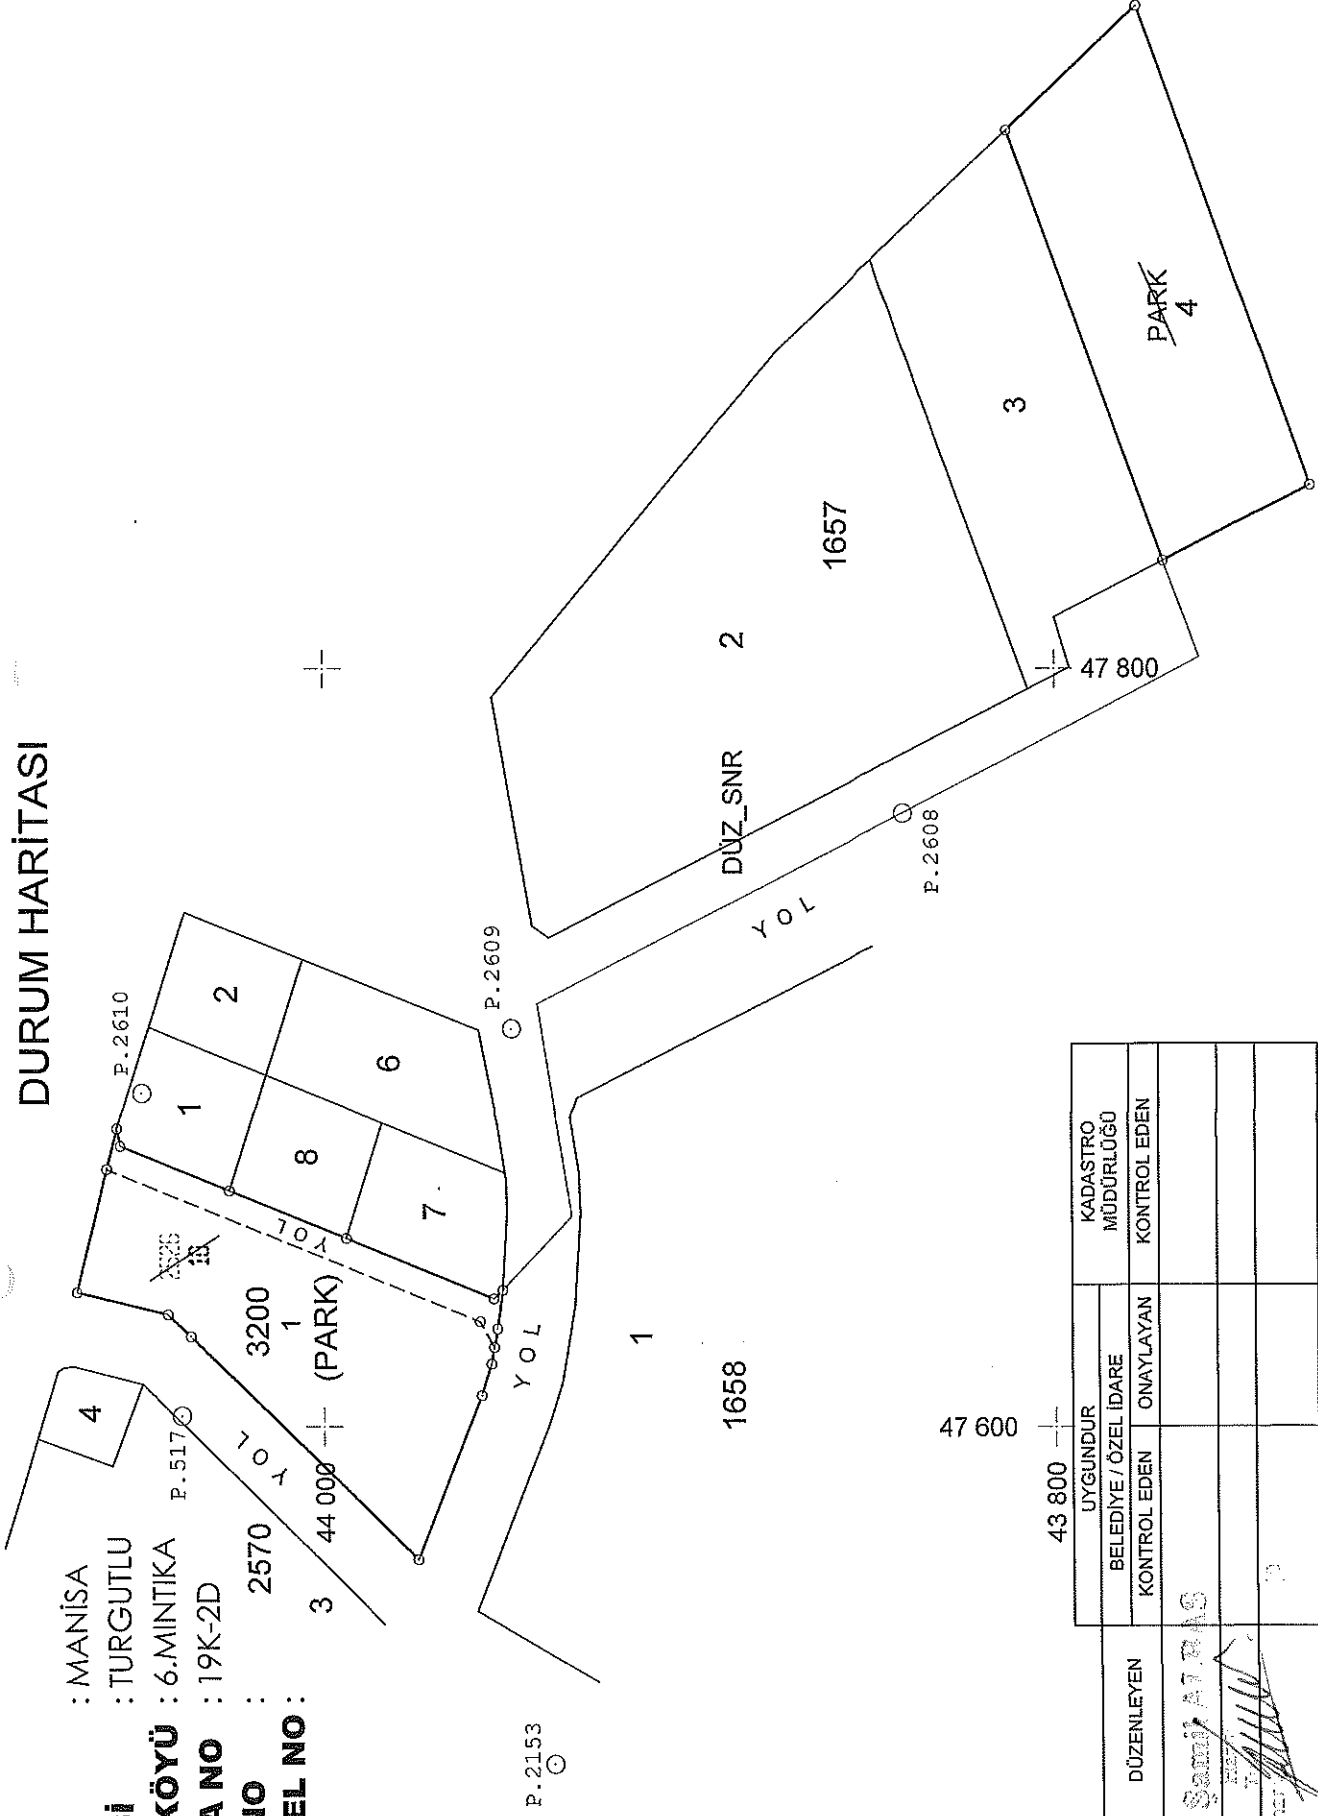 DURUM HARİTASI
İ : MANİSA
: TURGUTLU
KÖYÜ : 6.MINTIKA
A NO : 19K-2D
NO :
EL NO :
4
P.517
YOL
2570
3
44 000
2525
10
3200
1
(PARK)
YOL
P.2610
1
2
8
6
7
P.2609
YOL
P.2153
1
1658
DÜZ_SNR
YOL
P.2608
2
1657
3
PARK
4
47 800
47 600
43 800
DÜZENLEYEN
UYGUNDUR
BELEDİYE / ÖZEL İDARE
KONTROL EDEN
ONAYLAYAN
KADASTRO
MÜDÜRLÜĞÜ
KONTROL EDEN